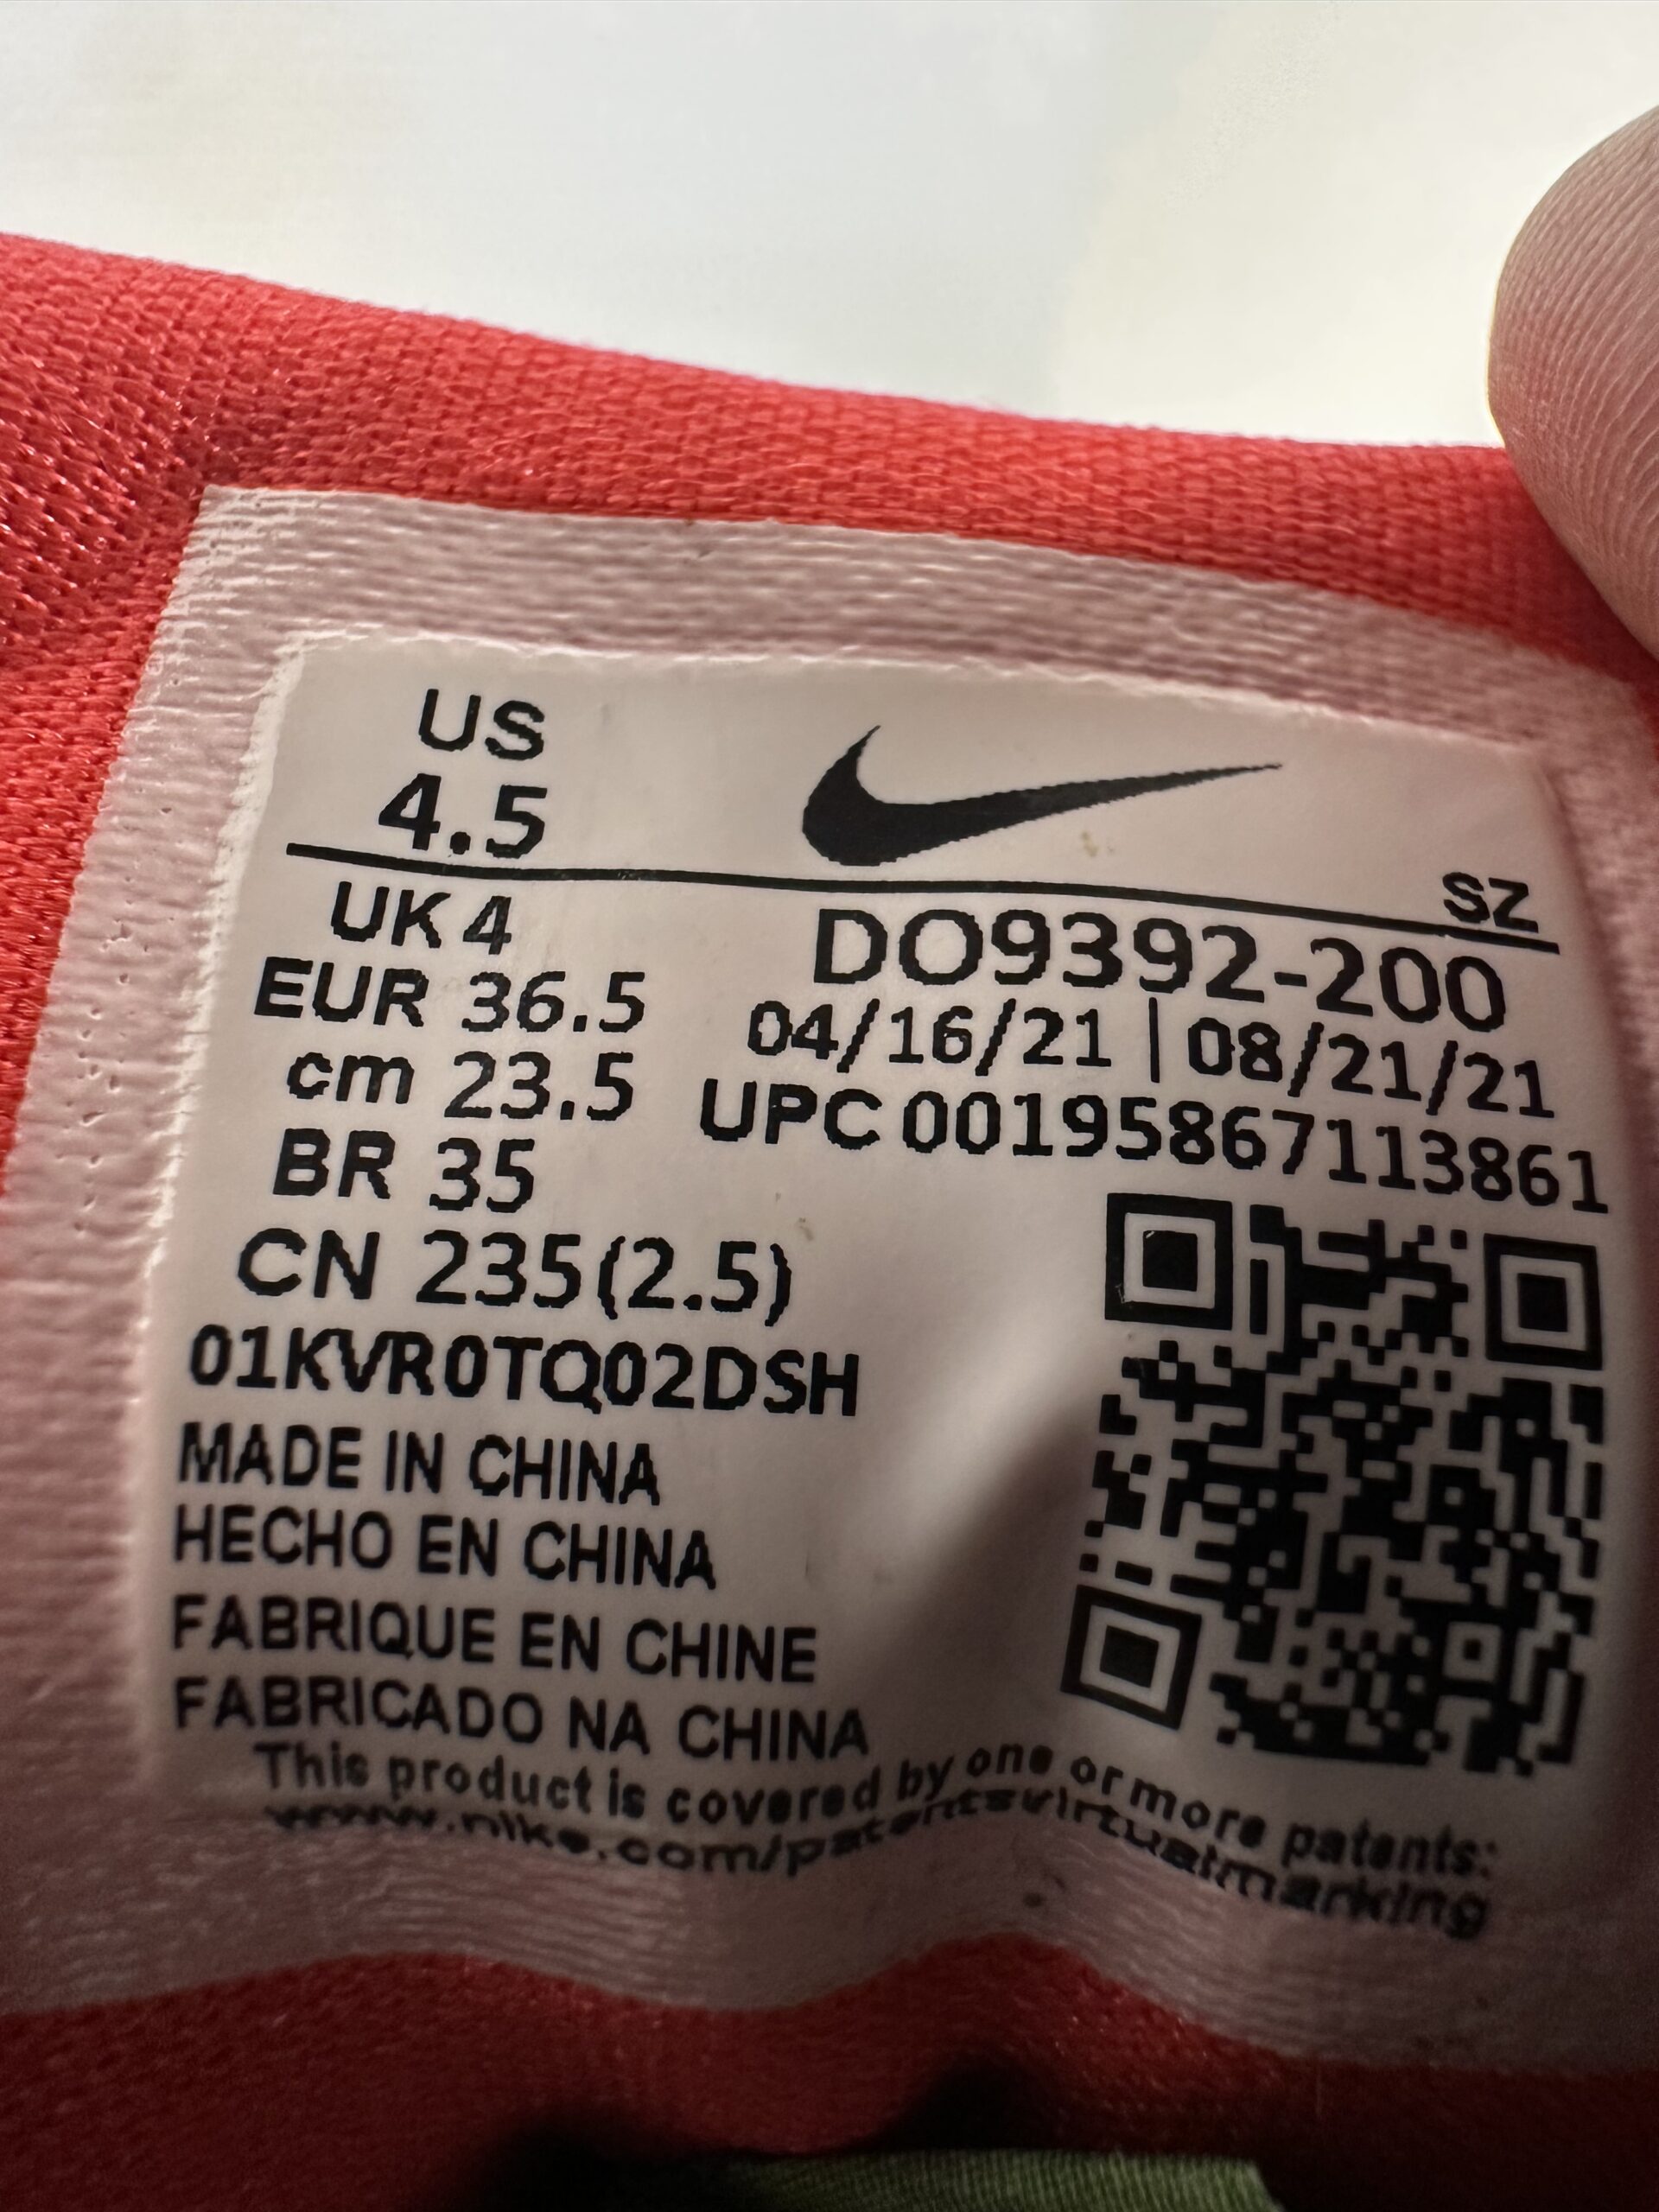 US
4.5
SZ
UK 4
EUR 36.5
cm 23.5
BR 35
CN 235(2.5)
DO9392-200
04/16/21 | 08/21/21
UPC 00195867113861
01KVR0TQ02DSH
MADE IN CHINA
HECHO EN CHINA
FABRIQUE EN CHINE
FABRICADO NA CHINA
This product is covered by one or more patents:
www.nike.com/patentsvirtualmarking